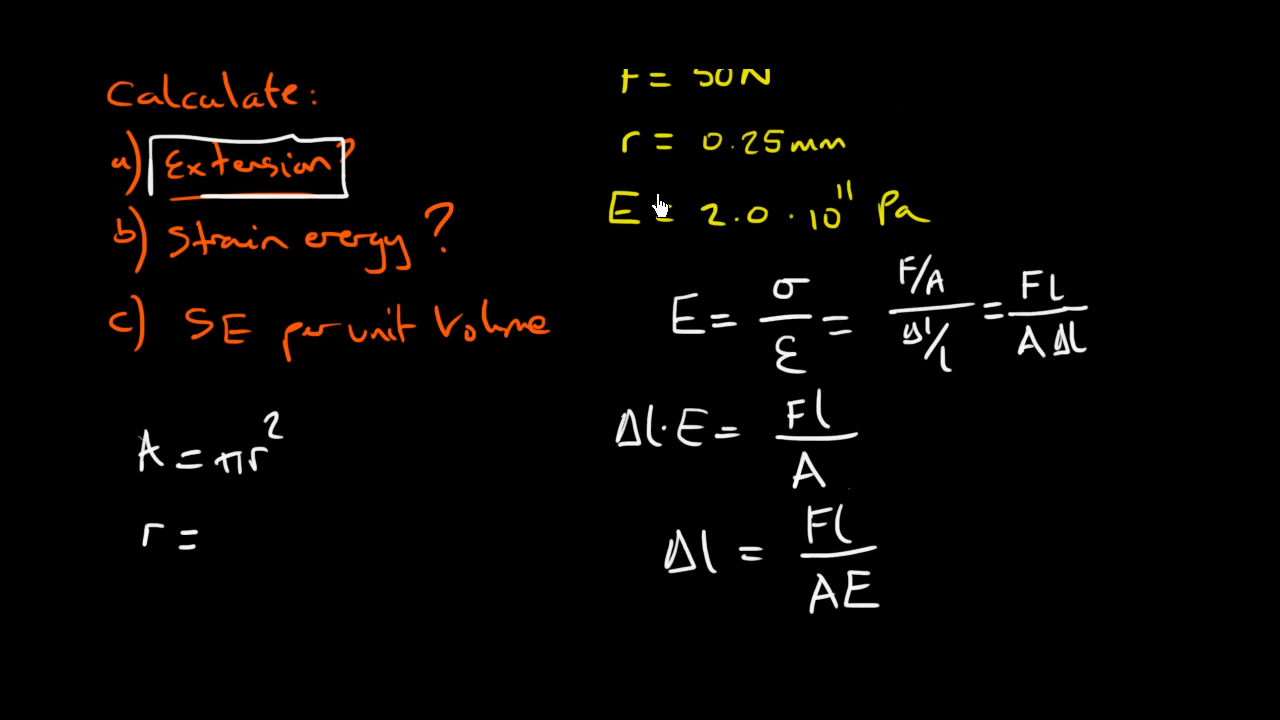 Calculate:
a) Extension?
b) Strain energy?
c) SE per unit Volume
A = πr²
r =
F = 50N
r = 0.25mm
E = 2.0 · 10¹¹ Pa
E = σ/ε = (F/A)/(Δl/l) = Fl/(AΔl)
Δl·E = Fl/A
Δl = Fl/(AE)